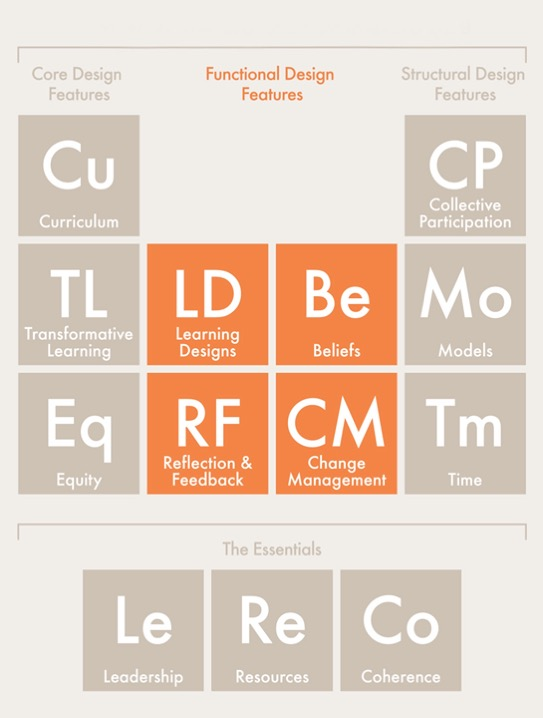 Core Design
Features
Functional Design
Features
Structural Design
Features
Cu
Curriculum
CP
Collective
Participation
TL
Transformative
Learning
LD
Learning
Designs
Be
Beliefs
Mo
Models
Eq
Equity
RF
Reflection &
Feedback
CM
Change
Management
Tm
Time
The Essentials
Le
Leadership
Re
Resources
Co
Coherence